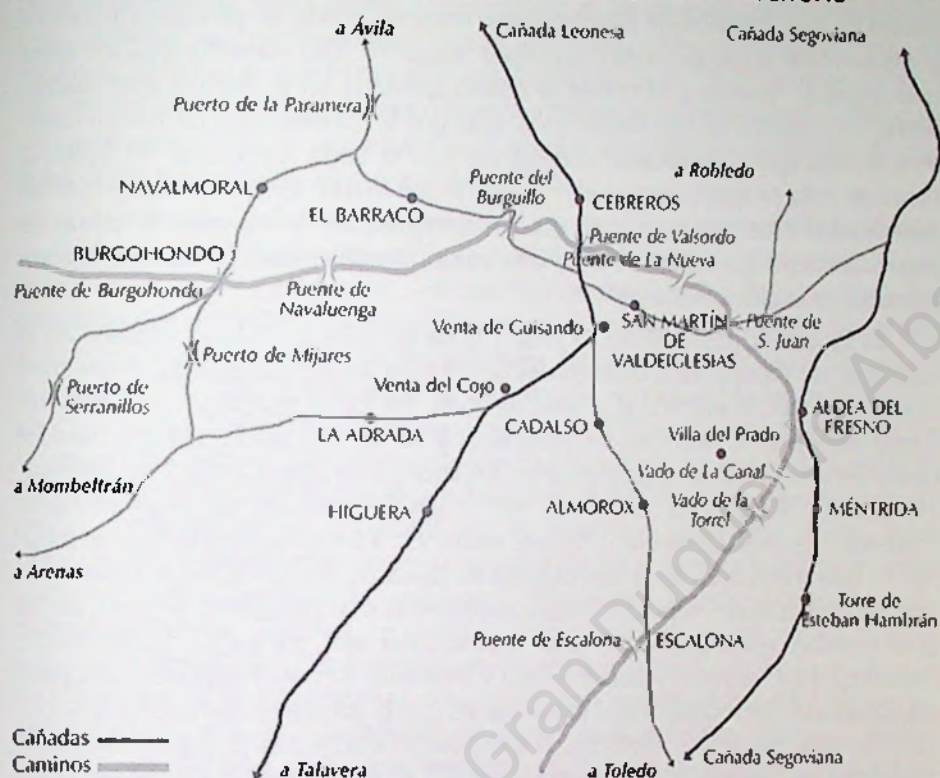 a Ávila
Cañada Leonesa
Cañada Segoviana
Puerto de la Paramera
NAVALMORAL
EL BARRACO
Puente del
Burguillo
CEBREROS
a Robledo
BURGOHONDO
Puente de Valsordo
Puente de La Nueva
Puente de Burgohondo
Puente de
Navaluenga
Venta de Guisando
SAN MARTÍN
DE
VALDEIGLESIAS
Puente de
S. Juan
Puerto de Mijares
Puerto de
Serranillos
Venta del Cojo
LA ADRADA
CADALSO
Villa del Prado
ALDEA DEL
FRESNO
a Mombeltrán
HIGUERA
ALMOROX
Vado de La Canal
Vado de la
Torre
MÉNTRIDA
a Arenas
Torre de
Esteban Hambrán
Puente de Escalona
ESCALONA
Cañadas
Caminos
a Talavera
a Toledo
Cañada Segoviana
Gran Duque de Alba